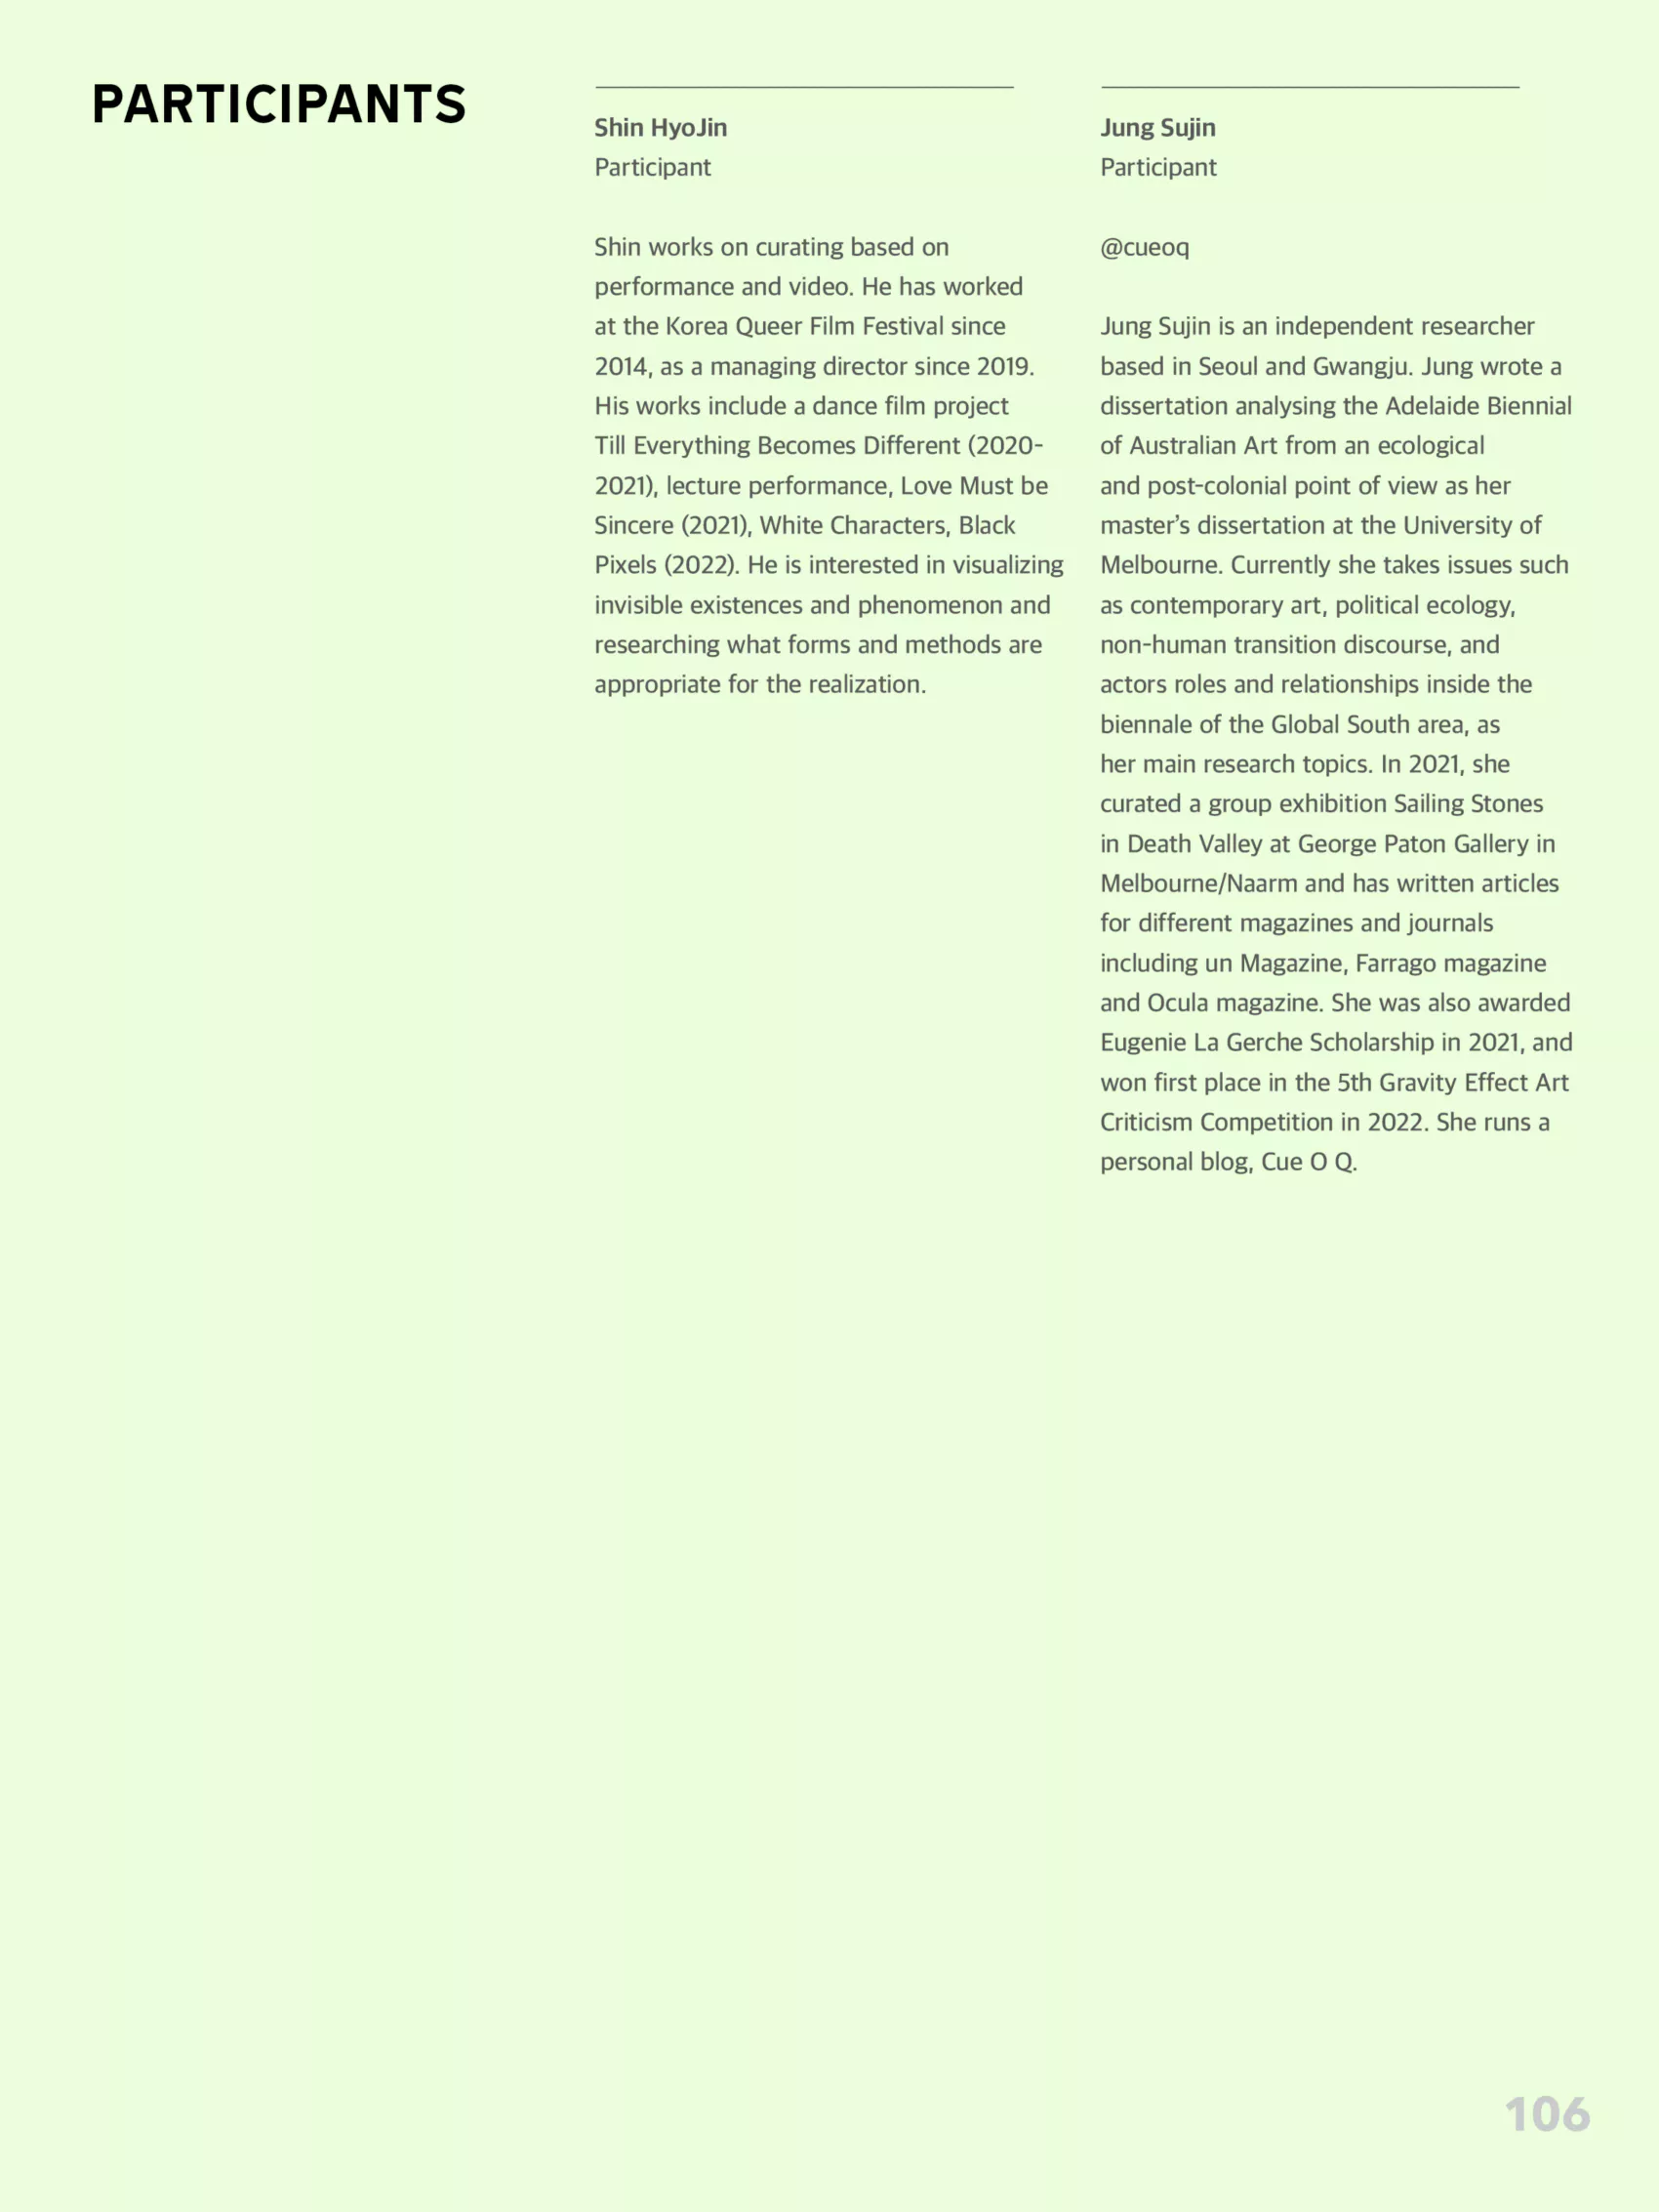 PARTICIPANTS
Shin HyoJin
Participant
Shin works on curating based on
performance and video. He has worked
at the Korea Queer Film Festival since
2014, as a managing director since 2019.
His works include a dance film project
Till Everything Becomes Different (2020-
2021), lecture performance, Love Must be
Sincere (2021), White Characters, Black
Pixels (2022). He is interested in visualizing
invisible existences and phenomenon and
researching what forms and methods are
appropriate for the realization.
Jung Sujin
Participant
@cueoq
Jung Sujin is an independent researcher
based in Seoul and Gwangju. Jung wrote a
dissertation analysing the Adelaide Biennial
of Australian Art from an ecological
and post-colonial point of view as her
master’s dissertation at the University of
Melbourne. Currently she takes issues such
as contemporary art, political ecology,
non-human transition discourse, and
actors roles and relationships inside the
biennale of the Global South area, as
her main research topics. In 2021, she
curated a group exhibition Sailing Stones
in Death Valley at George Paton Gallery in
Melbourne/Naarm and has written articles
for different magazines and journals
including un Magazine, Farrago magazine
and Ocula magazine. She was also awarded
Eugenie La Gerche Scholarship in 2021, and
won first place in the 5th Gravity Effect Art
Criticism Competition in 2022. She runs a
personal blog, Cue O Q.
106